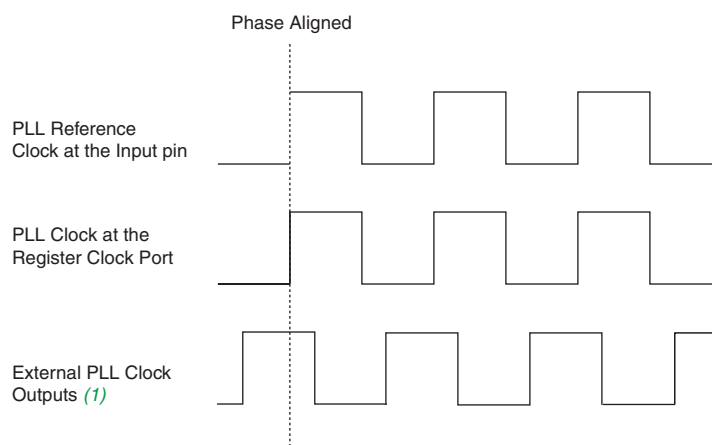 Phase Aligned
PLL Reference
Clock at the Input pin
PLL Clock at the
Register Clock Port
External PLL Clock
Outputs (1)